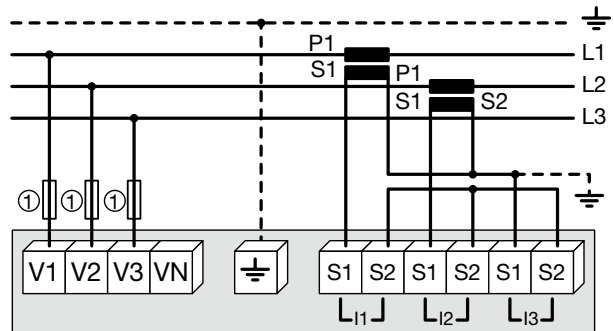 P1
L1
S1
P1
L2
S1 S2
L3
① ① ①
V1 V2 V3 VN
S1 S2 S1 S2 S1 S2
I1 I2 I3